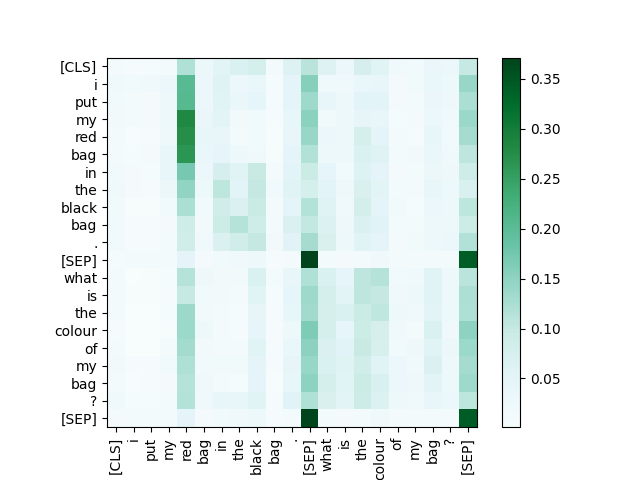 [CLS]
i
put
my
red
bag
in
the
black
bag
.
[SEP]
what
is
the
colour
of
my
bag
?
[SEP]
[CLS]
i
put
my
red
bag
in
the
black
bag
.
[SEP]
what
is
the
colour
of
my
bag
?
[SEP]
0.35
0.30
0.25
0.20
0.15
0.10
0.05